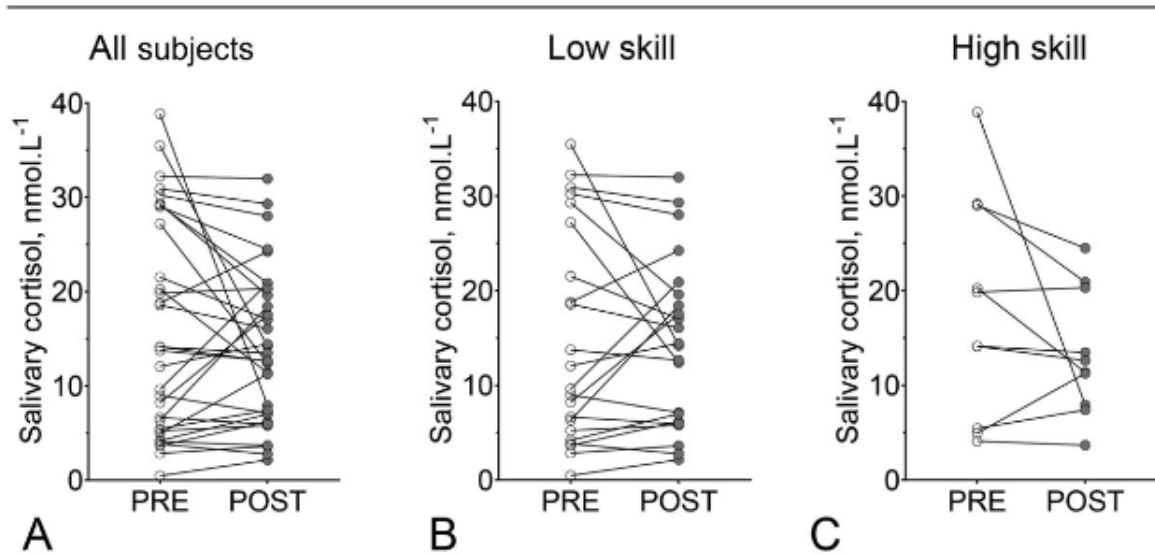 All subjects
Salivary cortisol, nmol.L⁻¹
40
30
20
10
0
PRE POST
A
Low skill
Salivary cortisol, nmol.L⁻¹
40
30
20
10
0
PRE POST
B
High skill
Salivary cortisol, nmol.L⁻¹
40
30
20
10
0
PRE POST
C